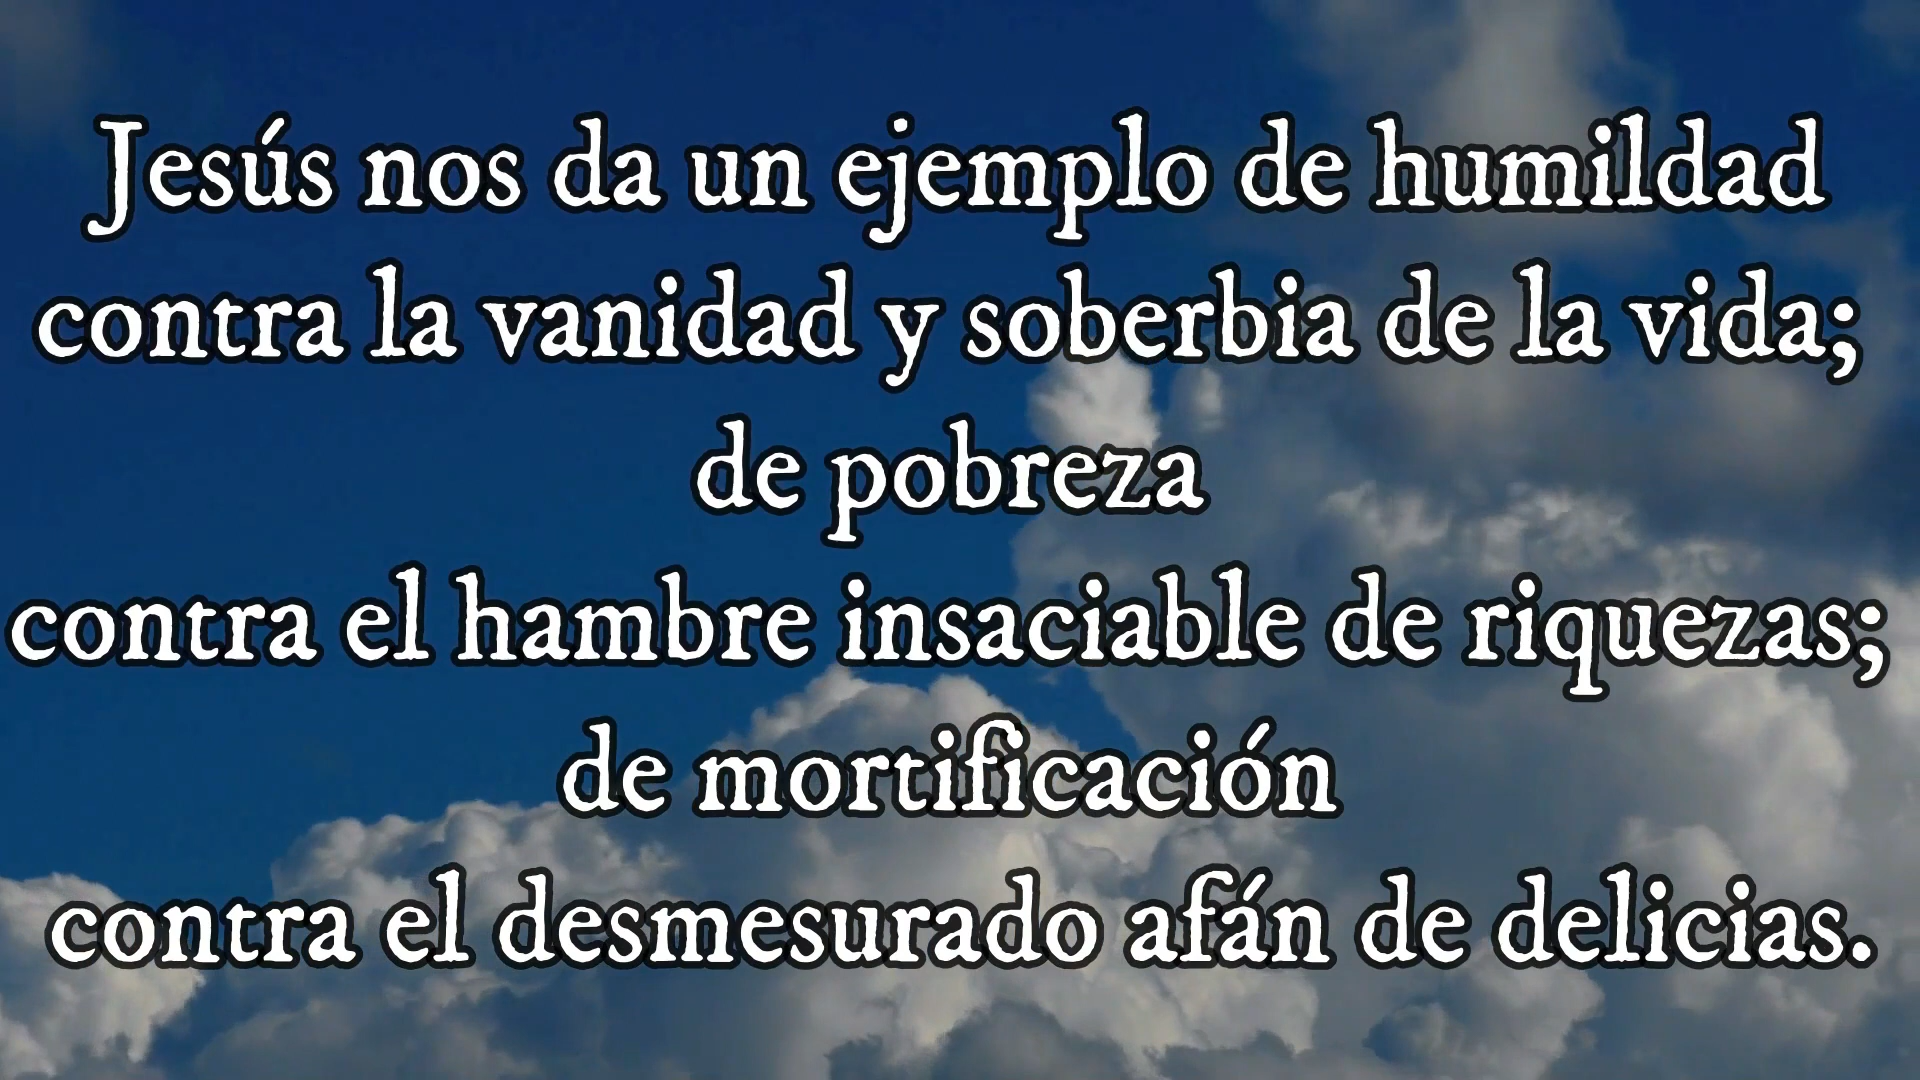 Jesús nos da un ejemplo de humildad
contra la vanidad y soberbia de la vida;
de pobreza
contra el hambre insaciable de riquezas;
de mortificación
contra el desmesurado afán de delicias.